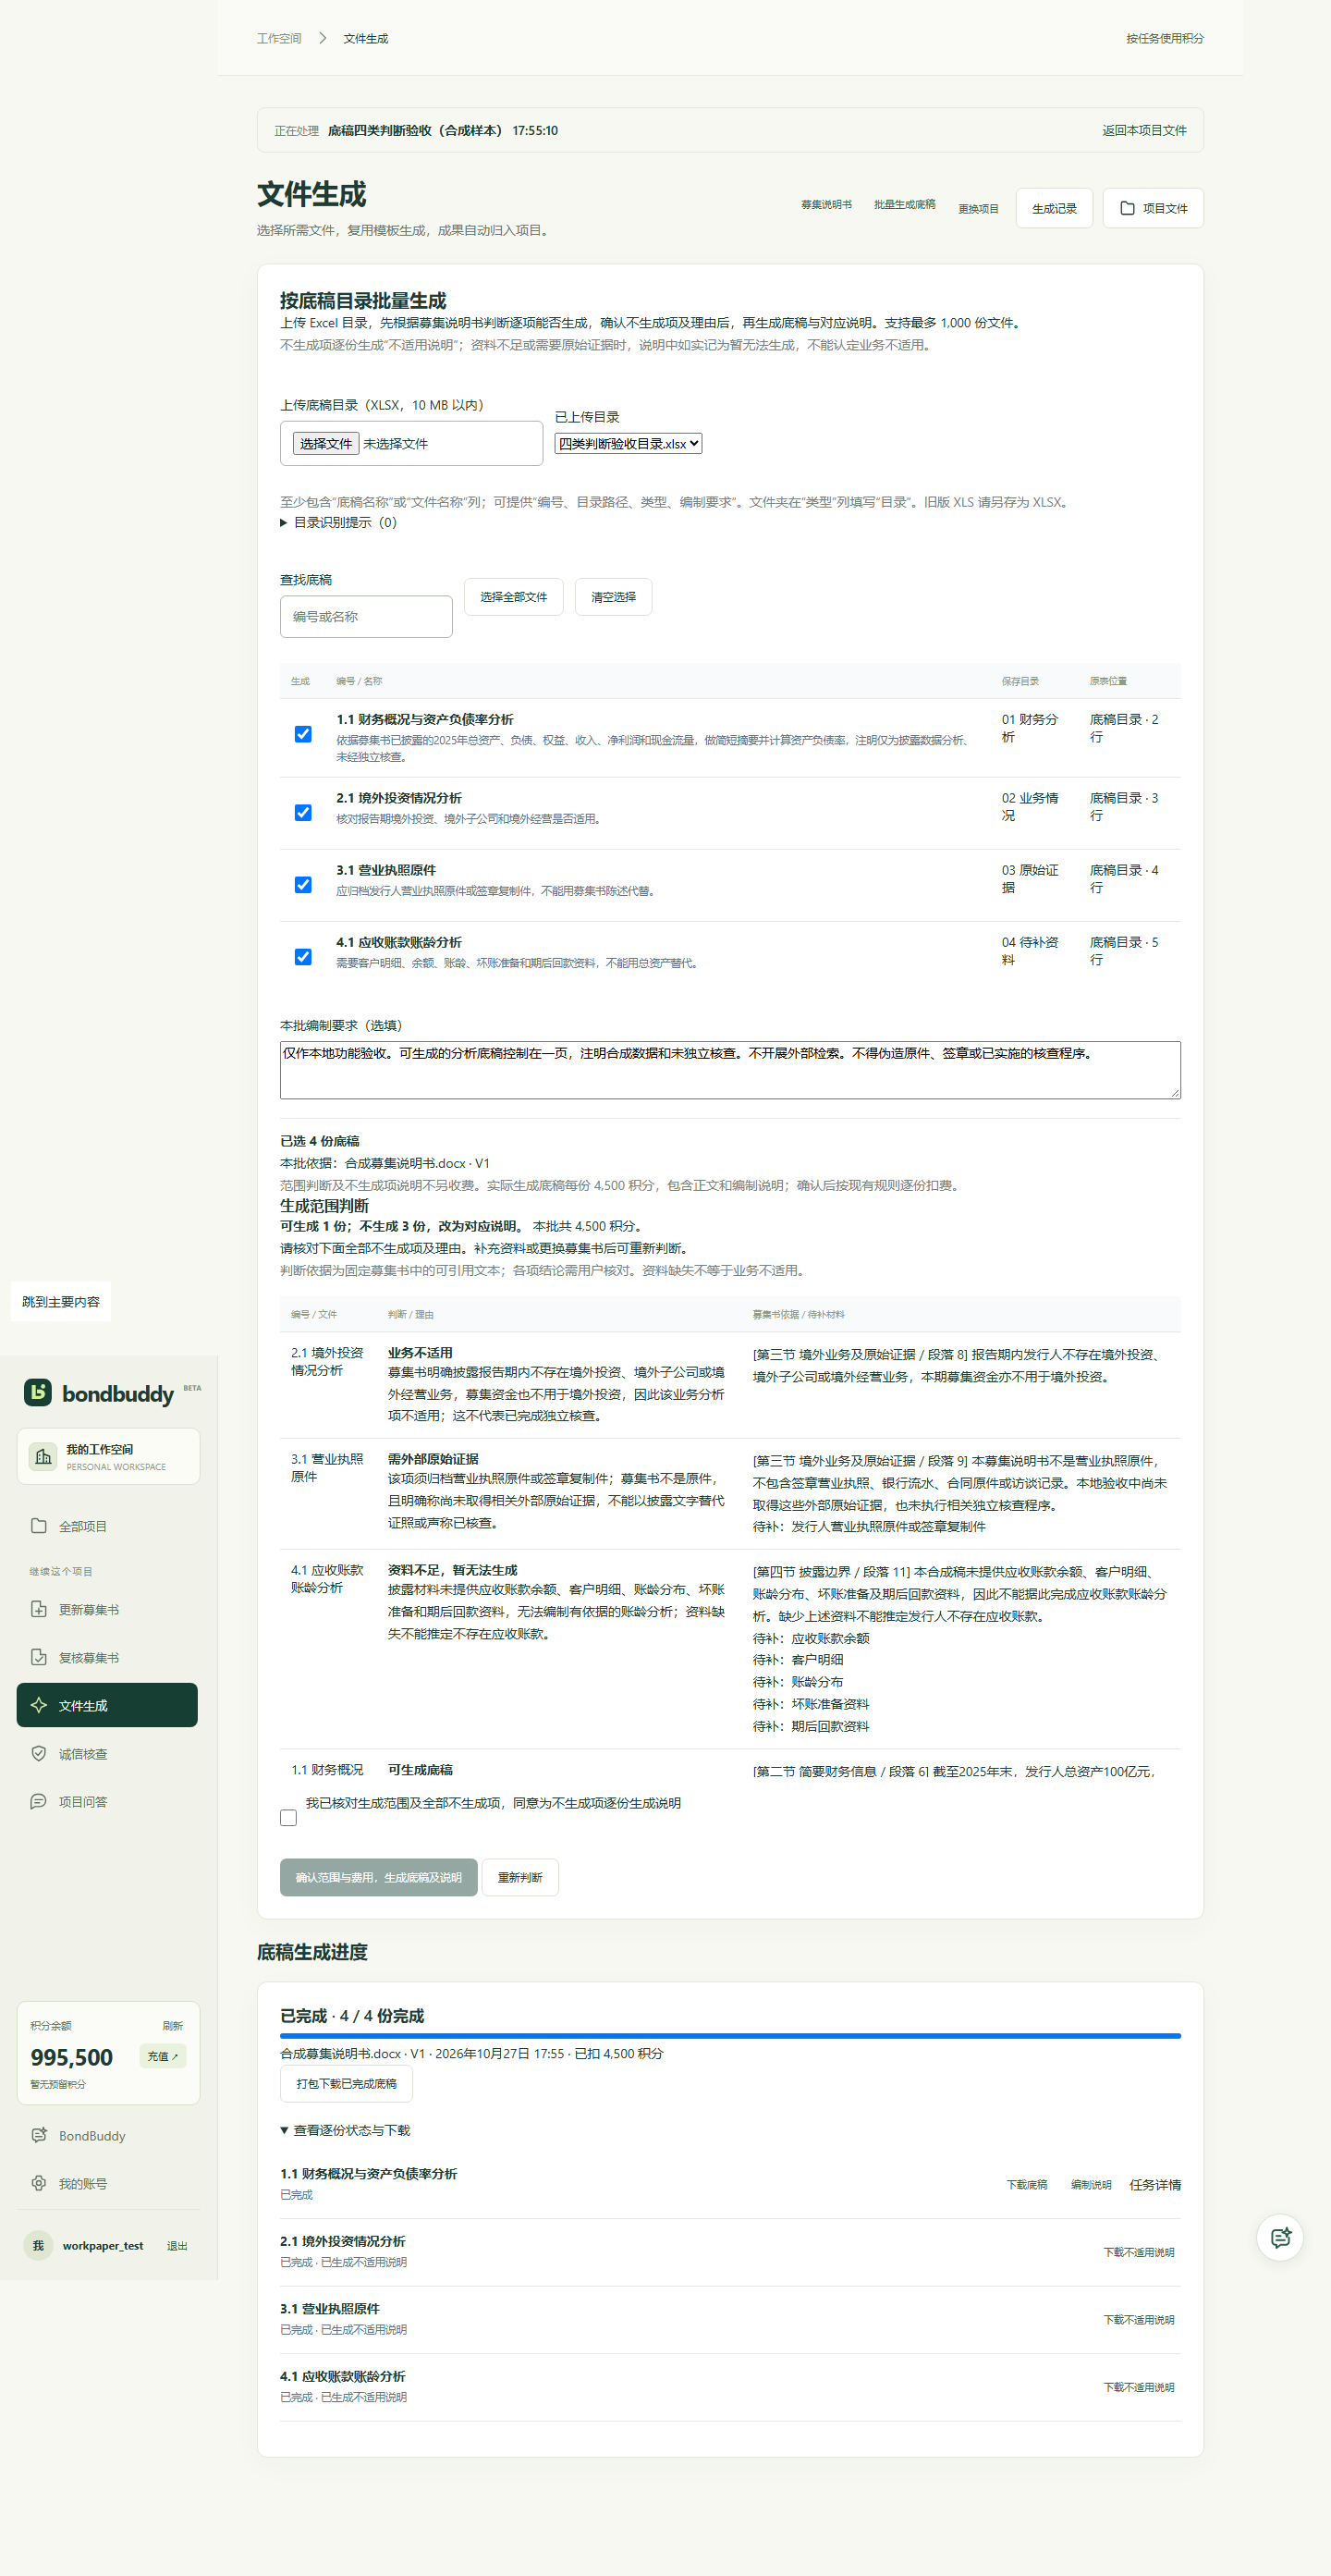 工作空间 > 文件生成
按任务使用积分
正在处理 底稿四类判断验收（合成样本） 17:55:10
返回本项目文件
文件生成
选择所需文件，复用模板生成，成果自动归入项目。
募集说明书
批量生成底稿
更换项目
生成记录
项目文件
按底稿目录批量生成
上传 Excel 目录，先根据募集说明书判断逐项能否生成，确认不生成项及理由后，再生成底稿与对应说明。支持最多 1,000 份文件。
不生成项逐份生成“不适用说明”；资料不足或需要原始证据时，说明中如实记为暂无法生成，不能认定业务不适用。
上传底稿目录（XLSX，10 MB 以内）
选择文件 未选择文件
已上传目录
四类判断验收目录.xlsx
至少包含“底稿名称”或“文件名称”列；可提供“编号、目录路径、类型、编制要求”。文件夹在“类型”列填写“目录”。旧版 XLS 请另存为 XLSX。
目录识别提示（0）
查找底稿
编号或名称
选择全部文件
清空选择
生成 编号 / 名称 保存目录 原表位置
1.1 财务概况与资产负债率分析
依据募集书已披露的2025年总资产、负债、权益、收入、净利润和现金流量，做简短摘要并计算资产负债率，注明仅为披露数据分析、
未经独立核查。
01 财务分
析
底稿目录 · 2
行
2.1 境外投资情况分析
核对报告期境外投资、境外子公司和境外经营是否适用。
02 业务情
况
底稿目录 · 3
行
3.1 营业执照原件
应归档发行人营业执照原件或签章复制件，不能用募集书陈述代替。
03 原始证
据
底稿目录 · 4
行
4.1 应收账款账龄分析
需要客户明细、余额、账龄、坏账准备和期后回款资料，不能用总资产替代。
04 待补资
料
底稿目录 · 5
行
本批编制要求（选填）
仅作本地功能验收。可生成的分析底稿控制在一页，注明合成数据和未独立核查。不开展外部检索。不得伪造原件、签章或已实施的核查程序。
已选 4 份底稿
本批依据：合成募集说明书.docx · V1
范围判断及不生成项说明不另收费。实际生成底稿每份 4,500 积分，包含正文和编制说明；确认后按现有规则逐份扣费。
生成范围判断
可生成 1 份；不生成 3 份，改为对应说明。 本批共 4,500 积分。
请核对下面全部不生成项及理由。补充资料或更换募集书后可重新判断。
判断依据为固定募集书中的可引用文本；各项结论需用户核对。资料缺失不等于业务不适用。
编号 / 文件 判断 / 理由 募集书依据 / 待补材料
2.1 境外投资
情况分析
业务不适用
募集书明确披露报告期内不存在境外投资、境外子公司或境
外经营业务，募集资金也不用于境外投资，因此该业务分析
项不适用；这不代表已完成独立核查。
[第三节 境外业务及原始证据 / 段落 8] 报告期内发行人不存在境外投资、
境外子公司或境外经营业务，本期募集资金亦不用于境外投资。
3.1 营业执照
原件
需外部原始证据
该项须归档营业执照原件或签章复制件；募集书不是原件，
且明确称尚未取得相关外部原始证据，不能以披露文字替代
证照或声称已核查。
[第三节 境外业务及原始证据 / 段落 9] 本募集说明书不是营业执照原件，
不包含签章营业执照、银行流水、合同原件或访谈记录。本地验收中尚未
取得这些外部原始证据，也未执行相关独立核查程序。
待补：发行人营业执照原件或签章复制件
4.1 应收账款
账龄分析
资料不足，暂无法生成
披露材料未提供应收账款余额、客户明细、账龄分布、坏账
准备和期后回款资料，无法编制有依据的账龄分析；资料缺
失不能推定不存在应收账款。
[第四节 披露边界 / 段落 11] 本合成稿未提供应收账款余额、客户明细、
账龄分布、坏账准备及期后回款资料，因此不能据此完成应收账款账龄分
析。缺少上述资料不能推定发行人不存在应收账款。
待补：应收账款余额
待补：客户明细
待补：账龄分布
待补：坏账准备资料
待补：期后回款资料
1.1 财务概况
可生成底稿
[第二节 简要财务信息 / 段落 6] 截至2025年末，发行人总资产100亿元，
我已核对生成范围及全部不生成项，同意为不生成项逐份生成说明
确认范围与费用，生成底稿及说明
重新判断
底稿生成进度
已完成 · 4 / 4 份完成
合成募集说明书.docx · V1 · 2026年10月27日 17:55 · 已扣 4,500 积分
打包下载已完成底稿
查看逐份状态与下载
1.1 财务概况与资产负债率分析
已完成
下载底稿 编制说明 任务详情
2.1 境外投资情况分析
已完成 · 已生成不适用说明
下载不适用说明
3.1 营业执照原件
已完成 · 已生成不适用说明
下载不适用说明
4.1 应收账款账龄分析
已完成 · 已生成不适用说明
下载不适用说明
跳到主要内容
bondbuddy BETA
我的工作空间
PERSONAL WORKSPACE
全部项目
继续这个项目
更新募集书
复核募集书
文件生成
诚信核查
项目问答
积分余额 刷新
995,500 充值 ↗
暂无预留积分
BondBuddy
我的账号
我 workpaper_test 退出